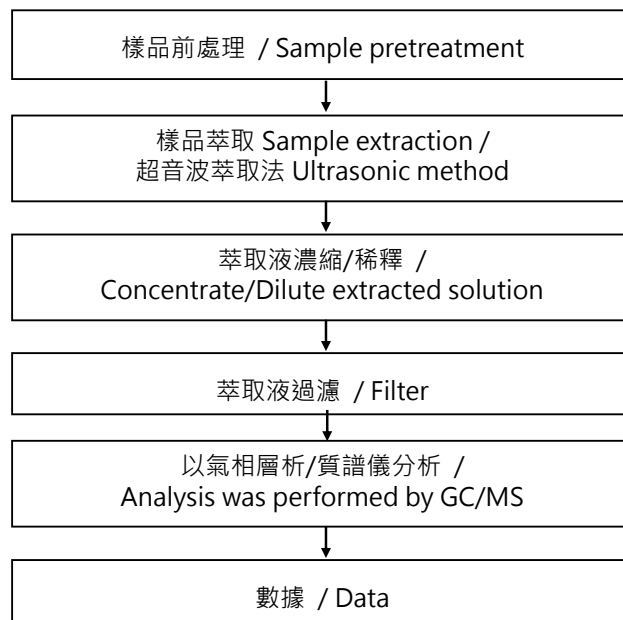 樣品前處理 / Sample pretreatment
樣品萃取 Sample extraction /
超音波萃取法 Ultrasonic method
萃取液濃縮/稀釋 /
Concentrate/Dilute extracted solution
萃取液過濾 / Filter
以氣相層析/質譜儀分析 /
Analysis was performed by GC/MS
數據 / Data